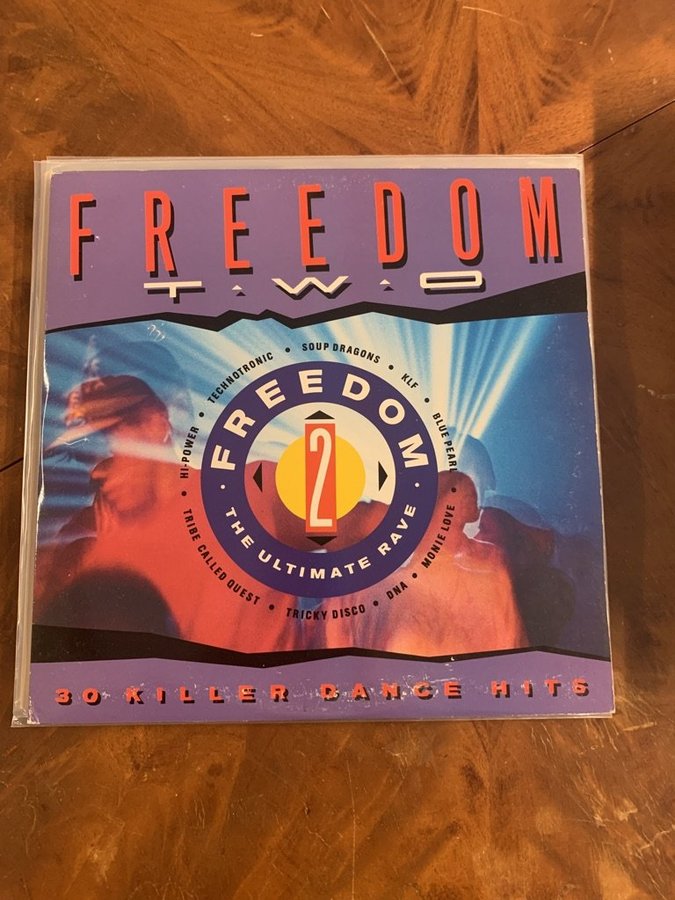 FREEDOM
T·W·O
TECHNOTRONIC • SOUP DRAGONS • KLF • BLUE PEARL • MONIE LOVE • DNA • TRICKY DISCO • TRIBE CALLED QUEST • HI-POWER •
· FREEDOM ·
2
THE ULTIMATE RAVE
30 KILLER DANCE HITS